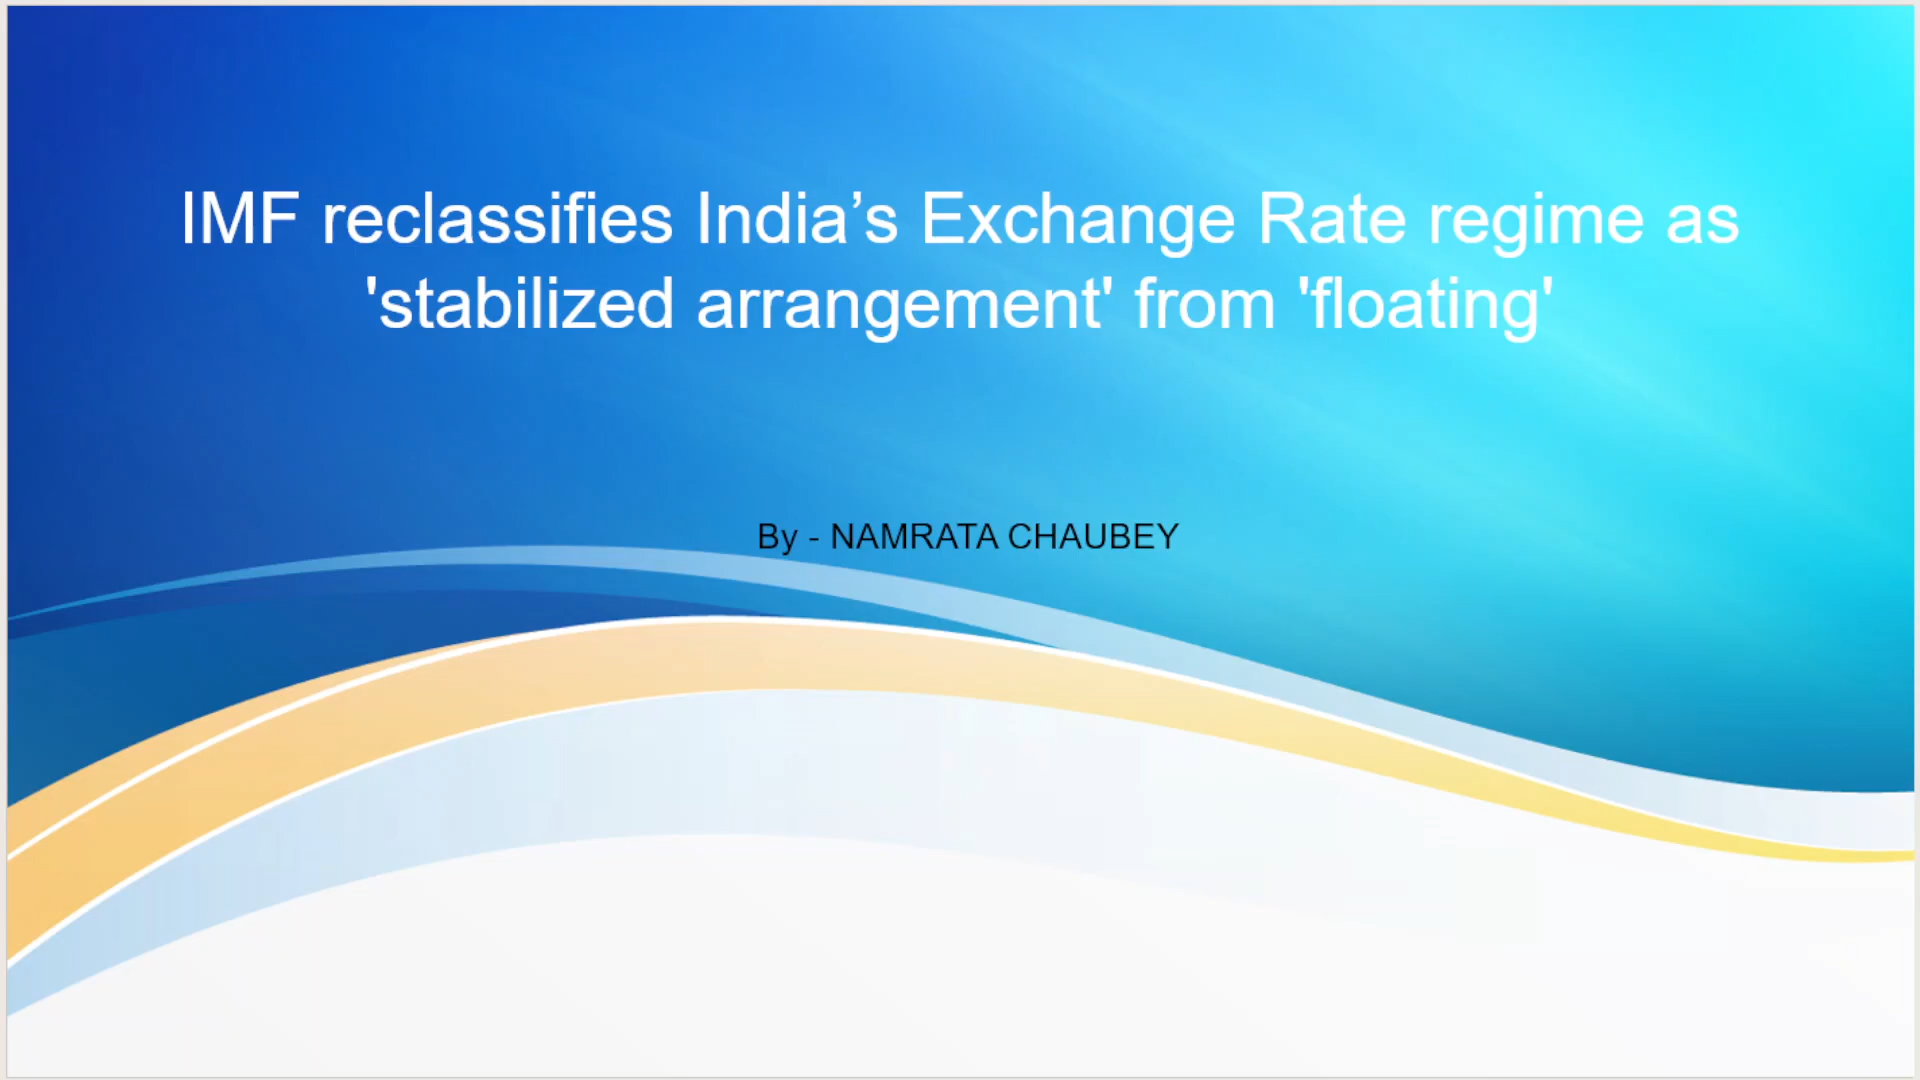 IMF reclassifies India’s Exchange Rate regime as
'stabilized arrangement' from 'floating'
By - NAMRATA CHAUBEY